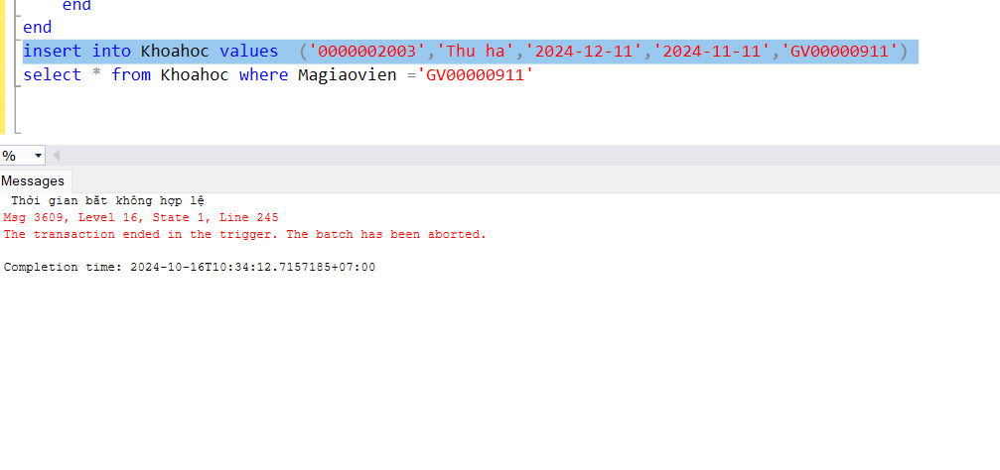 end
end
insert into Khoahoc values ('0000002003','Thu ha','2024-12-11','2024-11-11','GV00000911')
select * from Khoahoc where Magiaovien ='GV00000911'
%
Messages
Thời gian bắt không hợp lệ
Msg 3609, Level 16, State 1, Line 245
The transaction ended in the trigger. The batch has been aborted.
Completion time: 2024-10-16T10:34:12.7157185+07:00